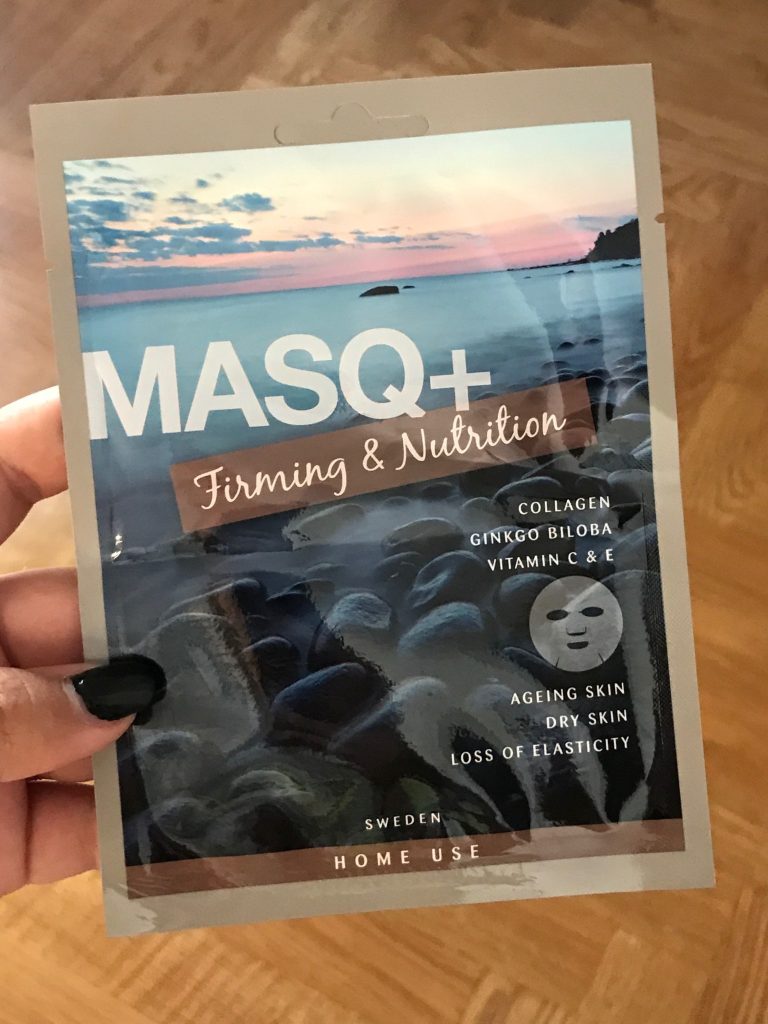 MASQ+
Firming & Nutrition
COLLAGEN
GINKGO BILOBA
VITAMIN C & E
AGEING SKIN
DRY SKIN
LOSS OF ELASTICITY
SWEDEN
HOME USE